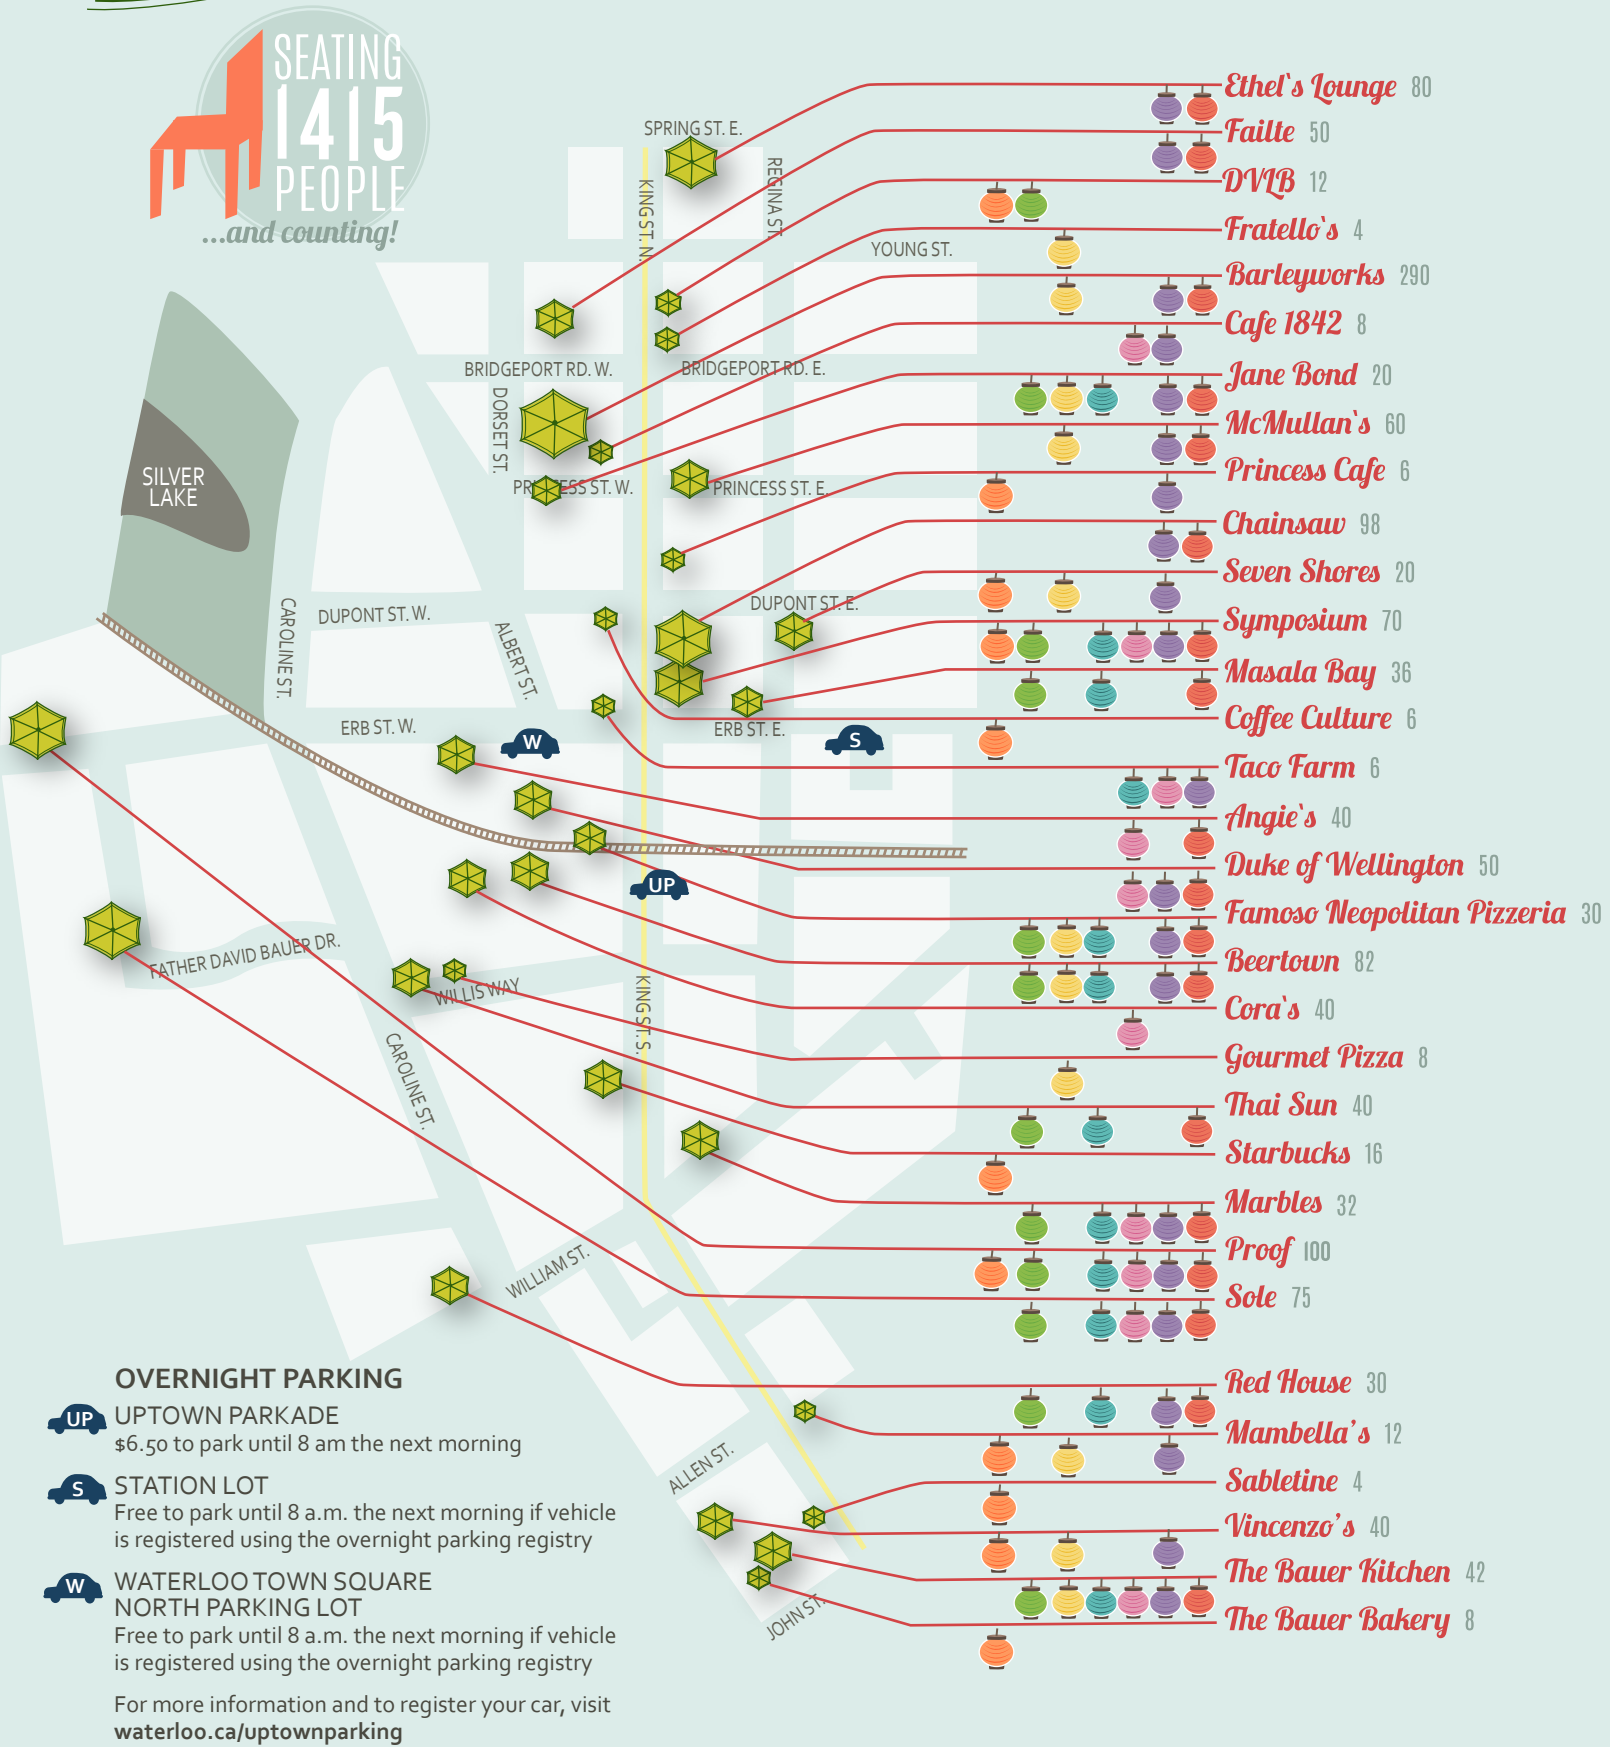 SEATING
1415
PEOPLE
...and counting!
SPRING ST. E.
KING ST. N.
REGINA ST.
YOUNG ST.
BRIDGEPORT RD. W.
BRIDGEPORT RD. E.
DORSET ST.
SILVER
LAKE
PRINCESS ST. W.
PRINCESS ST. E.
CAROLINE ST.
DUPONT ST. W.
ALBERT ST.
DUPONT ST. E.
ERB ST. W.
W
ERB ST. E.
S
UP
FATHER DAVID BAUER DR.
WILLIS WAY
KING ST. S.
CAROLINE ST.
WILLIAM ST.
ALLEN ST.
JOHN ST.
Ethel's Lounge 80
Failte 50
DVLB 12
Fratello's 4
Barleyworks 290
Cafe 1842 8
Jane Bond 20
McMullan's 60
Princess Cafe 6
Chainsaw 98
Seven Shores 20
Symposium 70
Masala Bay 36
Coffee Culture 6
Taco Farm 6
Angie's 40
Duke of Wellington 50
Famoso Neopolitan Pizzeria 30
Beertown 82
Cora's 40
Gourmet Pizza 8
Thai Sun 40
Starbucks 16
Marbles 32
Proof 100
Sole 75
Red House 30
Mambella's 12
Sabletine 4
Vincenzo's 40
The Bauer Kitchen 42
The Bauer Bakery 8
OVERNIGHT PARKING
UP UPTOWN PARKADE
$6.50 to park until 8 am the next morning
S STATION LOT
Free to park until 8 a.m. the next morning if vehicle
is registered using the overnight parking registry
W WATERLOO TOWN SQUARE
NORTH PARKING LOT
Free to park until 8 a.m. the next morning if vehicle
is registered using the overnight parking registry
For more information and to register your car, visit
waterloo.ca/uptownparking